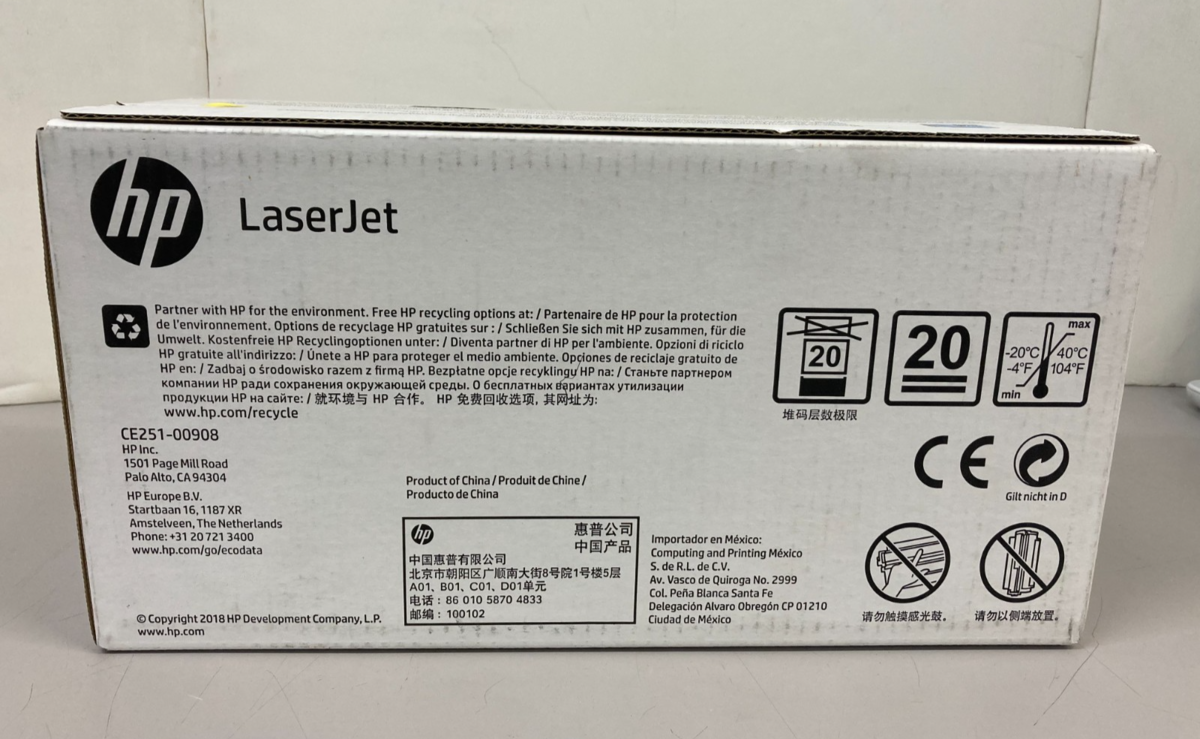 hp
LaserJet
Partner with HP for the environment. Free HP recycling options at: / Partenaire de HP pour la protection
de l'environnement. Options de recyclage HP gratuites sur : / Schließen Sie sich mit HP zusammen, für die
Umwelt. Kostenfreie HP Recyclingoptionen unter: / Diventa partner di HP per l'ambiente. Opzioni di riciclo
HP gratuite all'indirizzo: / Únete a HP para proteger el medio ambiente. Opciones de reciclaje gratuito de
HP en: / Zadbaj o środowisko razem z firmą HP. Bezpłatne opcje recyklingu HP na: / Станьте партнером
компании HP ради сохранения окружающей среды. О бесплатных вариантах утилизации
продукции HP на сайте: / 就环境与 HP 合作。 HP 免费回收选项, 其网址为:
www.hp.com/recycle
20
堆码层数极限
20
max
-20°C 40°C
-4°F 104°F
min
CE251-00908
HP Inc.
1501 Page Mill Road
Palo Alto, CA 94304
HP Europe B.V.
Startbaan 16, 1187 XR
Amstelveen, The Netherlands
Phone: +31 20 721 3400
www.hp.com/go/ecodata
© Copyright 2018 HP Development Company, L.P.
www.hp.com
Product of China / Produit de Chine /
Producto de China
hp
惠普公司
中国产品
中国惠普有限公司
北京市朝阳区广顺南大街8号院1号楼5层
A01、B01、C01、D01单元
电话 : 86 010 5870 4833
邮编 : 100102
Importador en México:
Computing and Printing México
S. de R.L. de C.V.
Av. Vasco de Quiroga No. 2999
Col. Peña Blanca Santa Fe
Delegación Alvaro Obregón CP 01210
Ciudad de México
CE
Gilt nicht in D
请勿触摸感光鼓。
请勿以侧端放置。